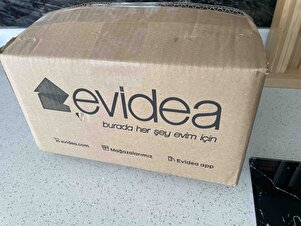 evidea
burada her şey evim için
evidea.com Mağazalarımız Evidea app